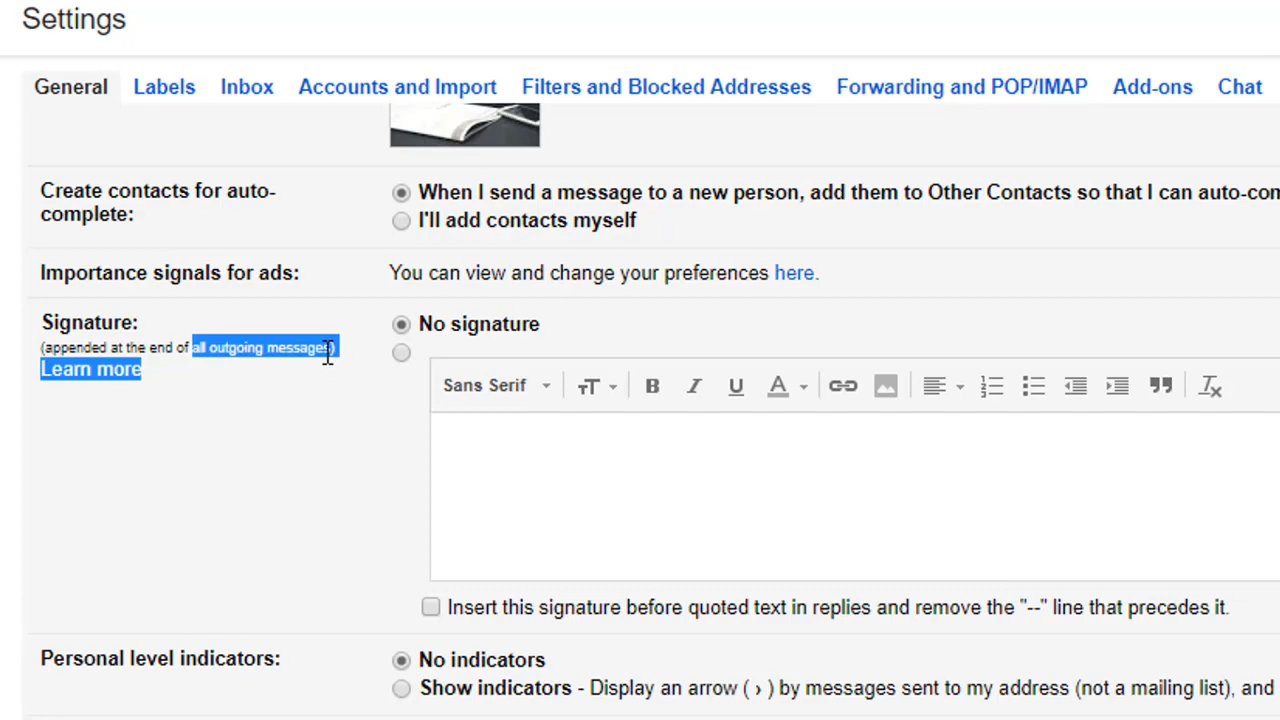 Settings
General Labels Inbox Accounts and Import Filters and Blocked Addresses Forwarding and POP/IMAP Add-ons Chat
Create contacts for auto-
complete:
When I send a message to a new person, add them to Other Contacts so that I can auto-com
I'll add contacts myself
Importance signals for ads:
You can view and change your preferences here.
Signature:
(appended at the end of all outgoing messages)
Learn more
No signature
Sans Serif
Insert this signature before quoted text in replies and remove the "--" line that precedes it.
Personal level indicators:
No indicators
Show indicators - Display an arrow ( › ) by messages sent to my address (not a mailing list), and